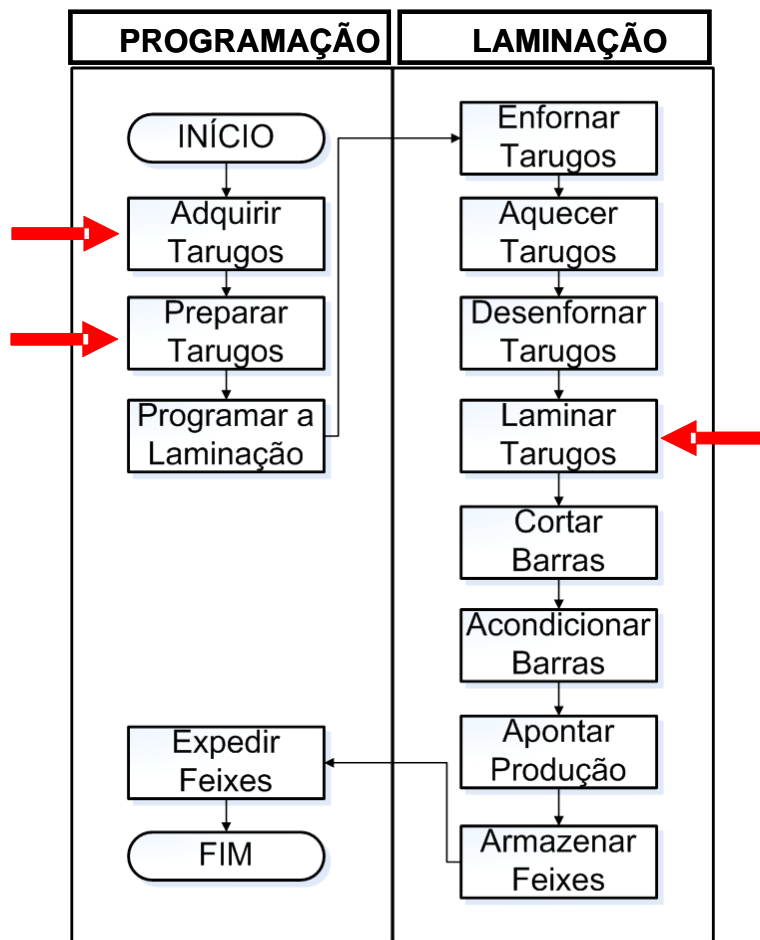 PROGRAMAÇÃO
LAMINAÇÃO
INÍCIO
Adquirir
Tarugos
Preparar
Tarugos
Programar a
Laminação
Enfornar
Tarugos
Aquecer
Tarugos
Desenfornar
Tarugos
Laminar
Tarugos
Cortar
Barras
Acondicionar
Barras
Apontar
Produção
Armazenar
Feixes
Expedir
Feixes
FIM